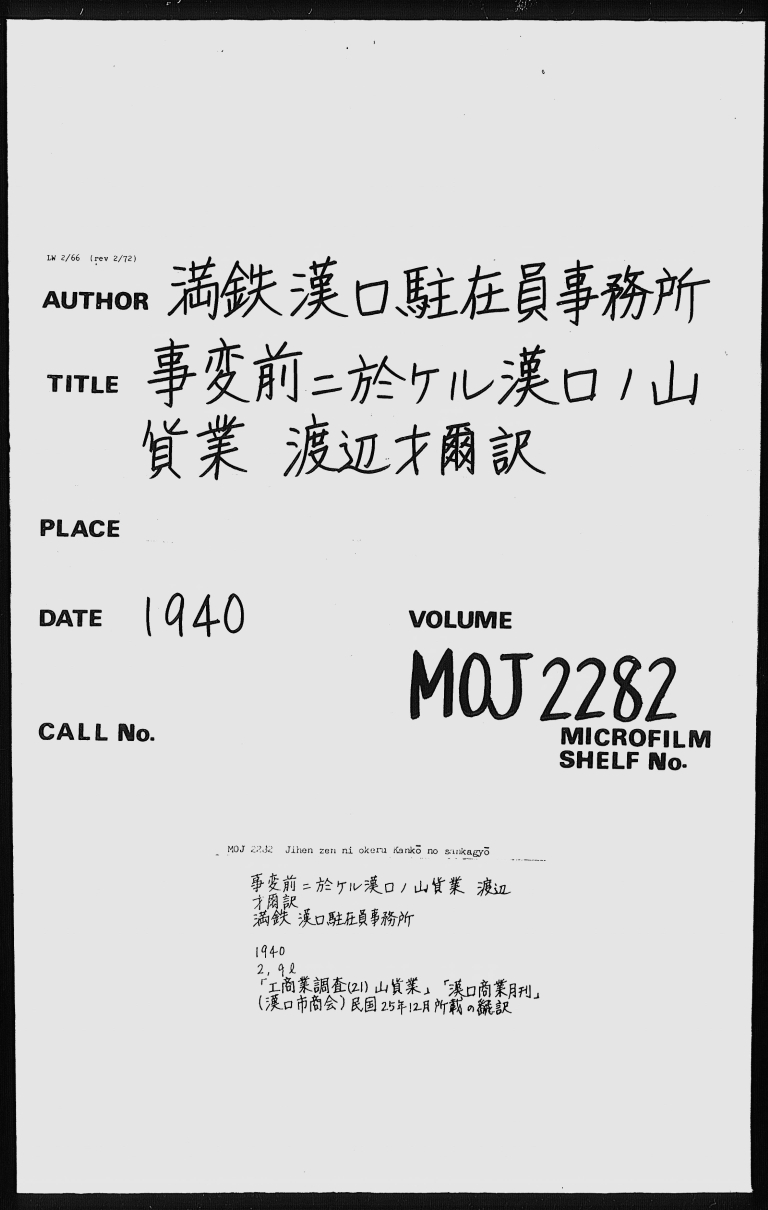 LW 2/66 (rev 2/72)
AUTHOR 満鉄漢口駐在員事務所
TITLE 事変前ニ於ケル漢口ノ山
貨業 渡辺才爾訳
PLACE
DATE 1940
VOLUME
MOJ 2282
CALL No.
MICROFILM
SHELF No.
MOJ 2282 Jihen zen ni okeru Kankō no sankagyō
事変前ニ於ケル漢口ノ山貨業 渡辺
才爾訳
満鉄 漢口駐在員事務所
1940
2, 9ℓ
「工商業調査(21) 山貨業」「漢口商業月刊」
(漢口市商会) 民国25年12月所載の翻訳